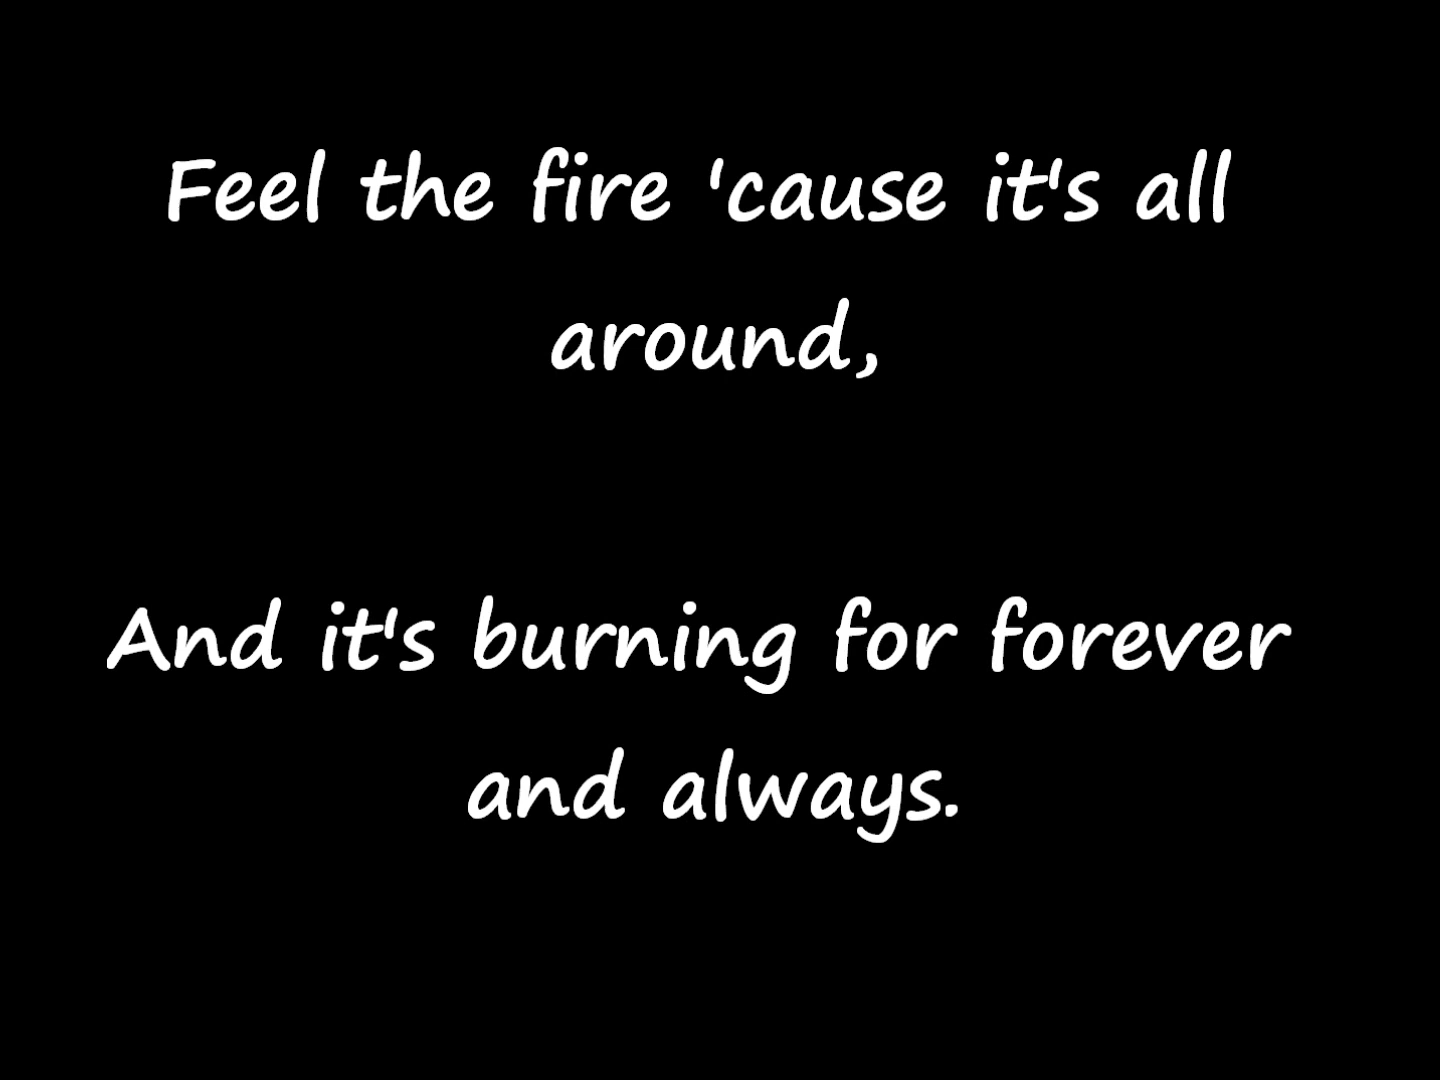 Feel the fire 'cause it's all
around,
And it's burning for forever
and always.